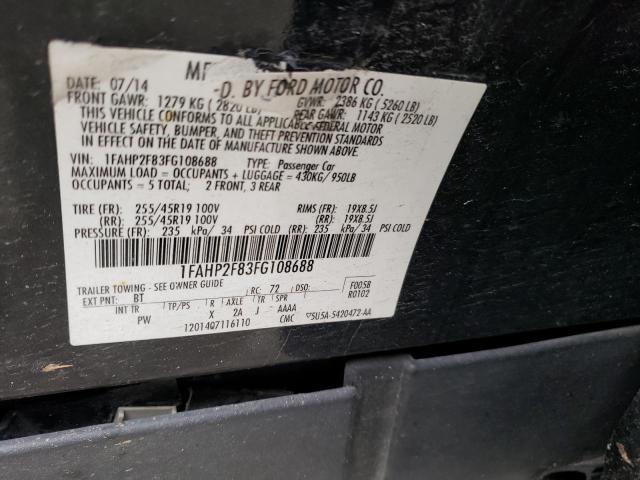 MF
-D. BY FORD MOTOR CO.
DATE: 07/14
GVWR: 2386 KG ( 5260 LB)
FRONT GAWR: 1279 KG ( 2820 LB) REAR GAWR: 1143 KG ( 2520 LB)
THIS VEHICLE CONFORMS TO ALL APPLICABLE FEDERAL MOTOR
VEHICLE SAFETY, BUMPER, AND THEFT PREVENTION STANDARDS
IN EFFECT ON THE DATE OF MANUFACTURE SHOWN ABOVE.
VIN: 1FAHP2F83FG108688 TYPE: Passenger Car
MAXIMUM LOAD = OCCUPANTS + LUGGAGE = 430KG/ 950LB
OCCUPANTS = 5 TOTAL; 2 FRONT, 3 REAR
TIRE (FR): 255/45R19 100V RIMS (FR): 19X8.5J
(RR): 255/45R19 100V (RR): 19X8.5J
PRESSURE (FR): 235 kPa/ 34 PSI COLD (RR): 235 kPa/ 34 PSI COLD
1FAHP2F83FG108688
TRAILER TOWING - SEE OWNER GUIDE
EXT PNT: BT RC: 72 DSO: F0058
R0102
INT TR TP/PS R AXLE TR SPR
PW X 2A J AAAA
12014Q7116110 CMC 5U5A-5420472-AA